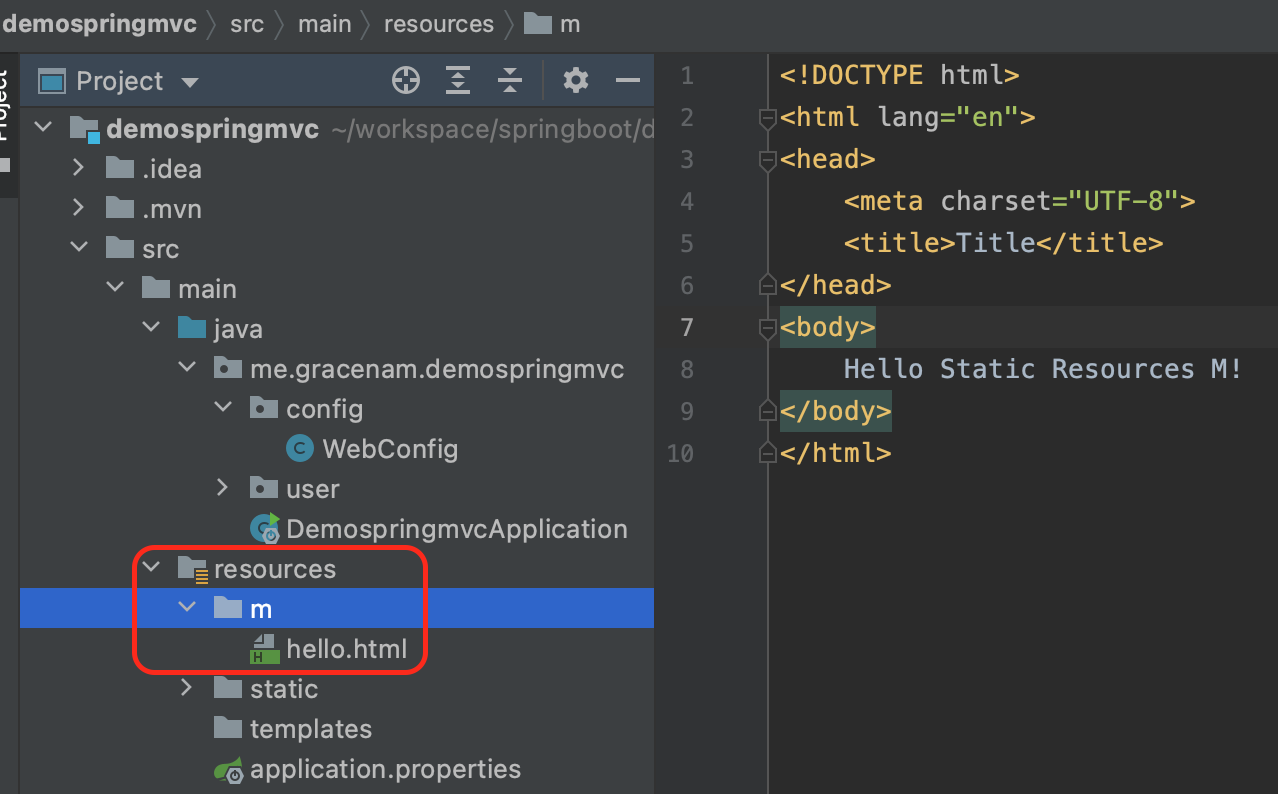 demospringmvc src main resources m
Project
Project
demospringmvc ~/workspace/springboot/d
.idea
.mvn
src
main
java
me.gracenam.demospringmvc
config
WebConfig
user
DemospringmvcApplication
resources
m
hello.html
static
templates
application.properties
1 <!DOCTYPE html>
2 <html lang="en">
3 <head>
4 <meta charset="UTF-8">
5 <title>Title</title>
6 </head>
7 <body>
8 Hello Static Resources M!
9 </body>
10 </html>